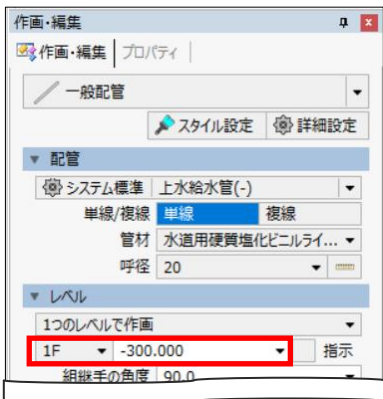 作画・編集
作画・編集 プロパティ
一般配管
スタイル設定 詳細設定
配管
システム標準 上水給水管(-)
単線/複線 単線 複線
管材 水道用硬質塩化ビニルライ...
呼径 20
レベル
1つのレベルで作画
1F -300.000 指示
組継手の角度 90.0